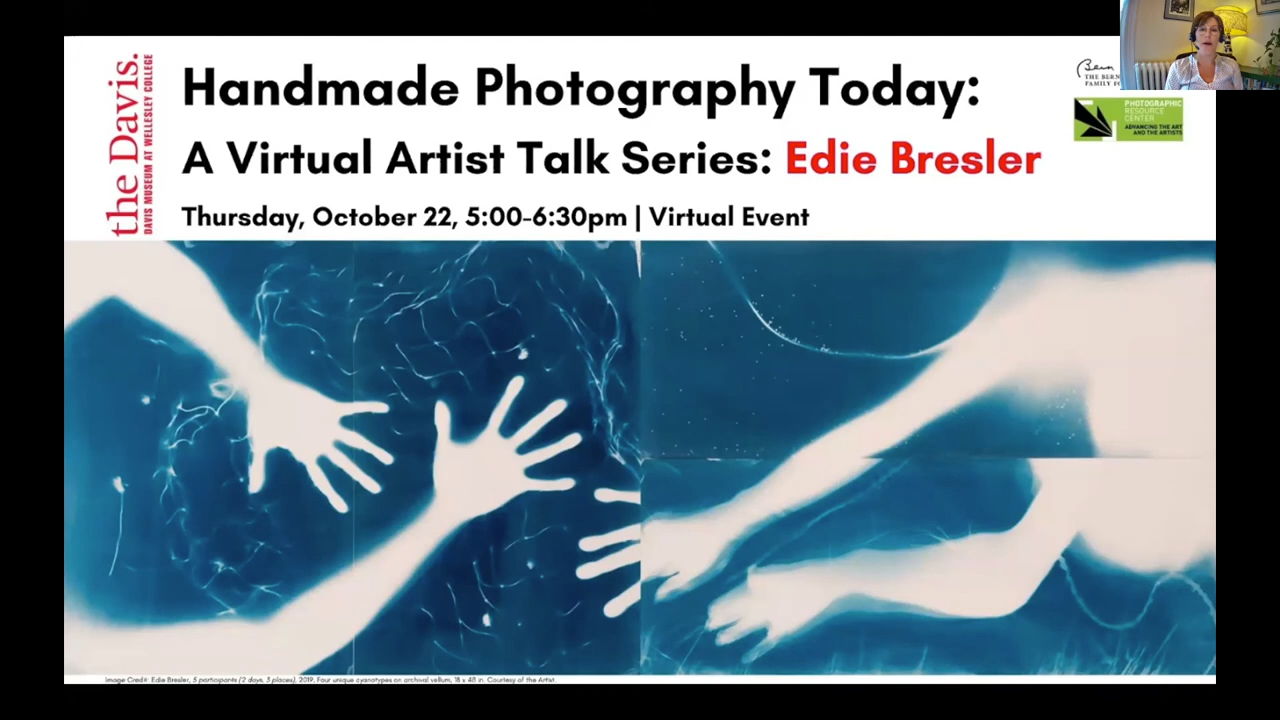 the Davis.
DAVIS MUSEUM AT WELLESLEY COLLEGE
Handmade Photography Today:
A Virtual Artist Talk Series: Edie Bresler
Thursday, October 22, 5:00-6:30pm | Virtual Event
THE
FAMILY
PHOTOGRAPHIC
RESOURCE
CENTER
ADVANCING THE ART
AND THE ARTISTS
Image Credit: Edie Bresler, 5 participants (2 days, 3 places), 2019, Four unique cyanotypes on archival vellum, 18 x 48 in. Courtesy of the Artist.